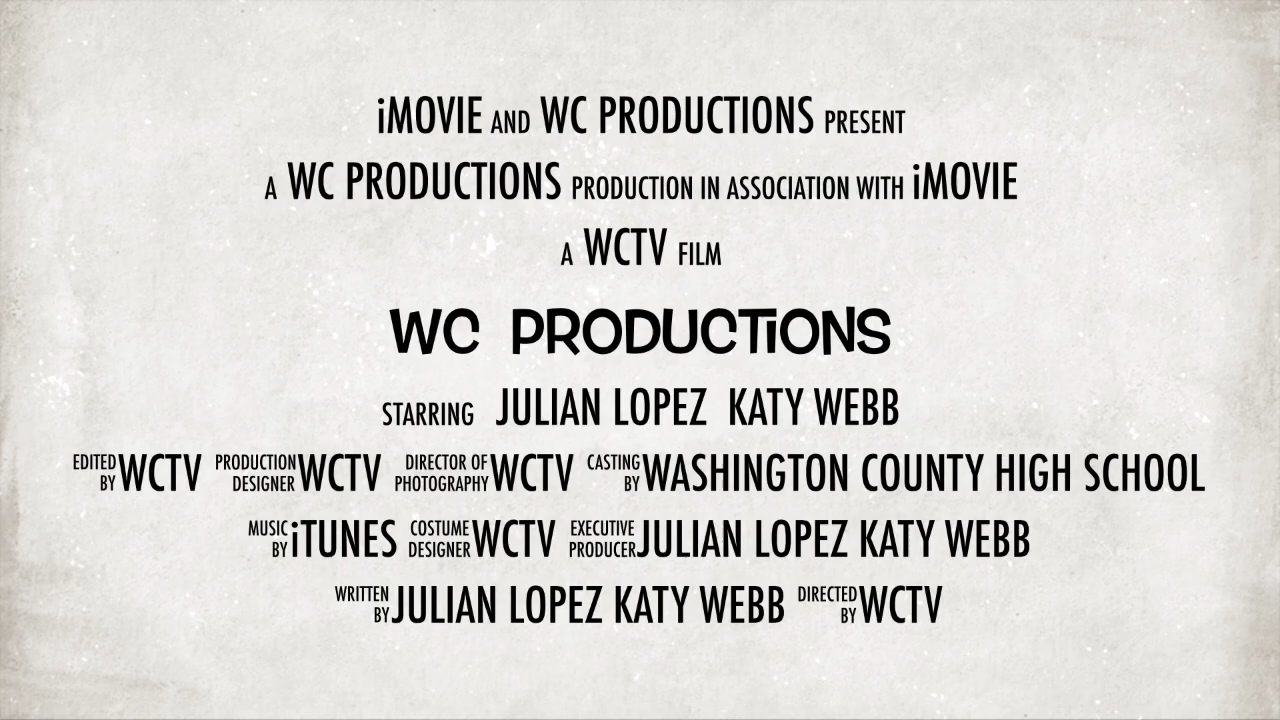 iMOVIE AND WC PRODUCTIONS PRESENT
A WC PRODUCTIONS PRODUCTION IN ASSOCIATION WITH iMOVIE
A WCTV FILM
WC PRODUCTiONS
STARRING JULIAN LOPEZ KATY WEBB
EDITED BY WCTV PRODUCTION DESIGNER WCTV DIRECTOR OF PHOTOGRAPHY WCTV CASTING BY WASHINGTON COUNTY HIGH SCHOOL
MUSIC BY iTUNES COSTUME DESIGNER WCTV EXECUTIVE PRODUCER JULIAN LOPEZ KATY WEBB
WRITTEN BY JULIAN LOPEZ KATY WEBB DIRECTED BY WCTV